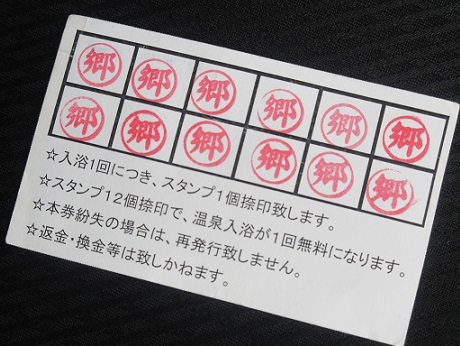 郷 郷 郷 郷 郷 郷
郷 郷 郷 郷 郷 郷
☆入浴1回につき、スタンプ1個捺印致します。
☆スタンプ12個捺印で、温泉入浴が1回無料になります。
☆本券紛失の場合は、再発行致しません。
☆返金・換金等は致しかねます。